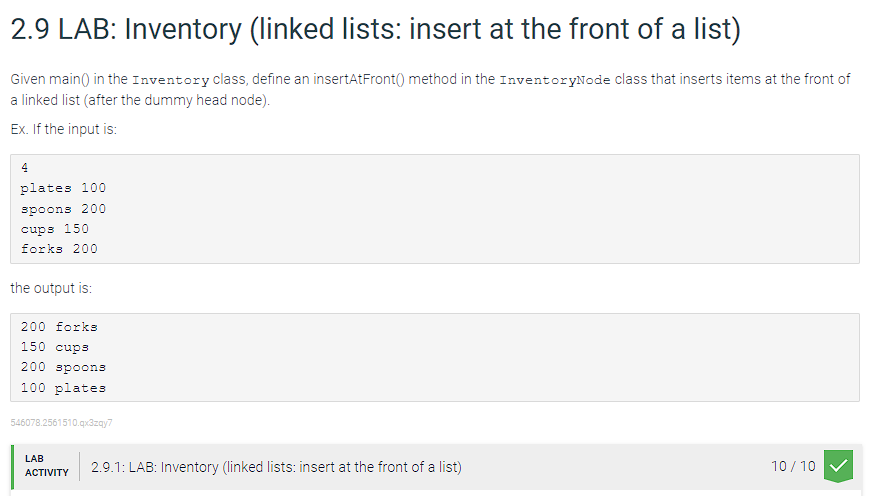 2.9 LAB: Inventory (linked lists: insert at the front of a list)
Given main() in the Inventory class, define an insertAtFront() method in the InventoryNode class that inserts items at the front of
a linked list (after the dummy head node).
Ex. If the input is:
4
plates 100
spoons 200
cups 150
forks 200
the output is:
200 forks
150 cups
200 spoons
100 plates
546078.2561510.qx3zqy7
LAB
ACTIVITY
2.9.1: LAB: Inventory (linked lists: insert at the front of a list)
10 / 10